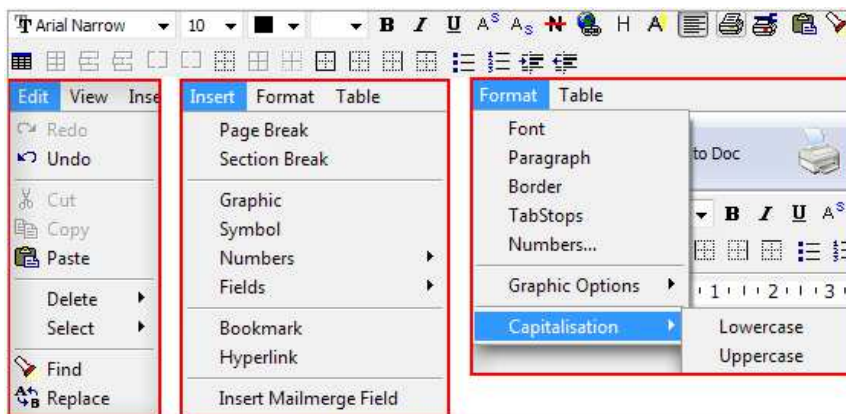 Arial Narrow 10 B I U A S A S N H A
Edit View Inse
Redo
Undo
Cut
Copy
Paste
Delete
Select
Find
Replace
Insert Format Table
Page Break
Section Break
Graphic
Symbol
Numbers
Fields
Bookmark
Hyperlink
Insert Mailmerge Field
Format Table
Font
Paragraph
Border
TabStops
Numbers...
Graphic Options
Capitalisation
Lowercase
Uppercase
to Doc
B I U A S
1 2 3